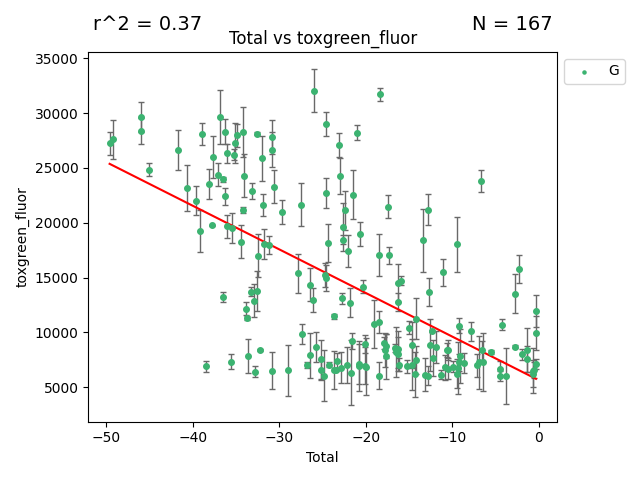 r^2 = 0.37 N = 167
Total vs toxgreen_fluor
G
35000
30000
25000
20000
15000
10000
5000
toxgreen_fluor
−50 −40 −30 −20 −10 0
Total